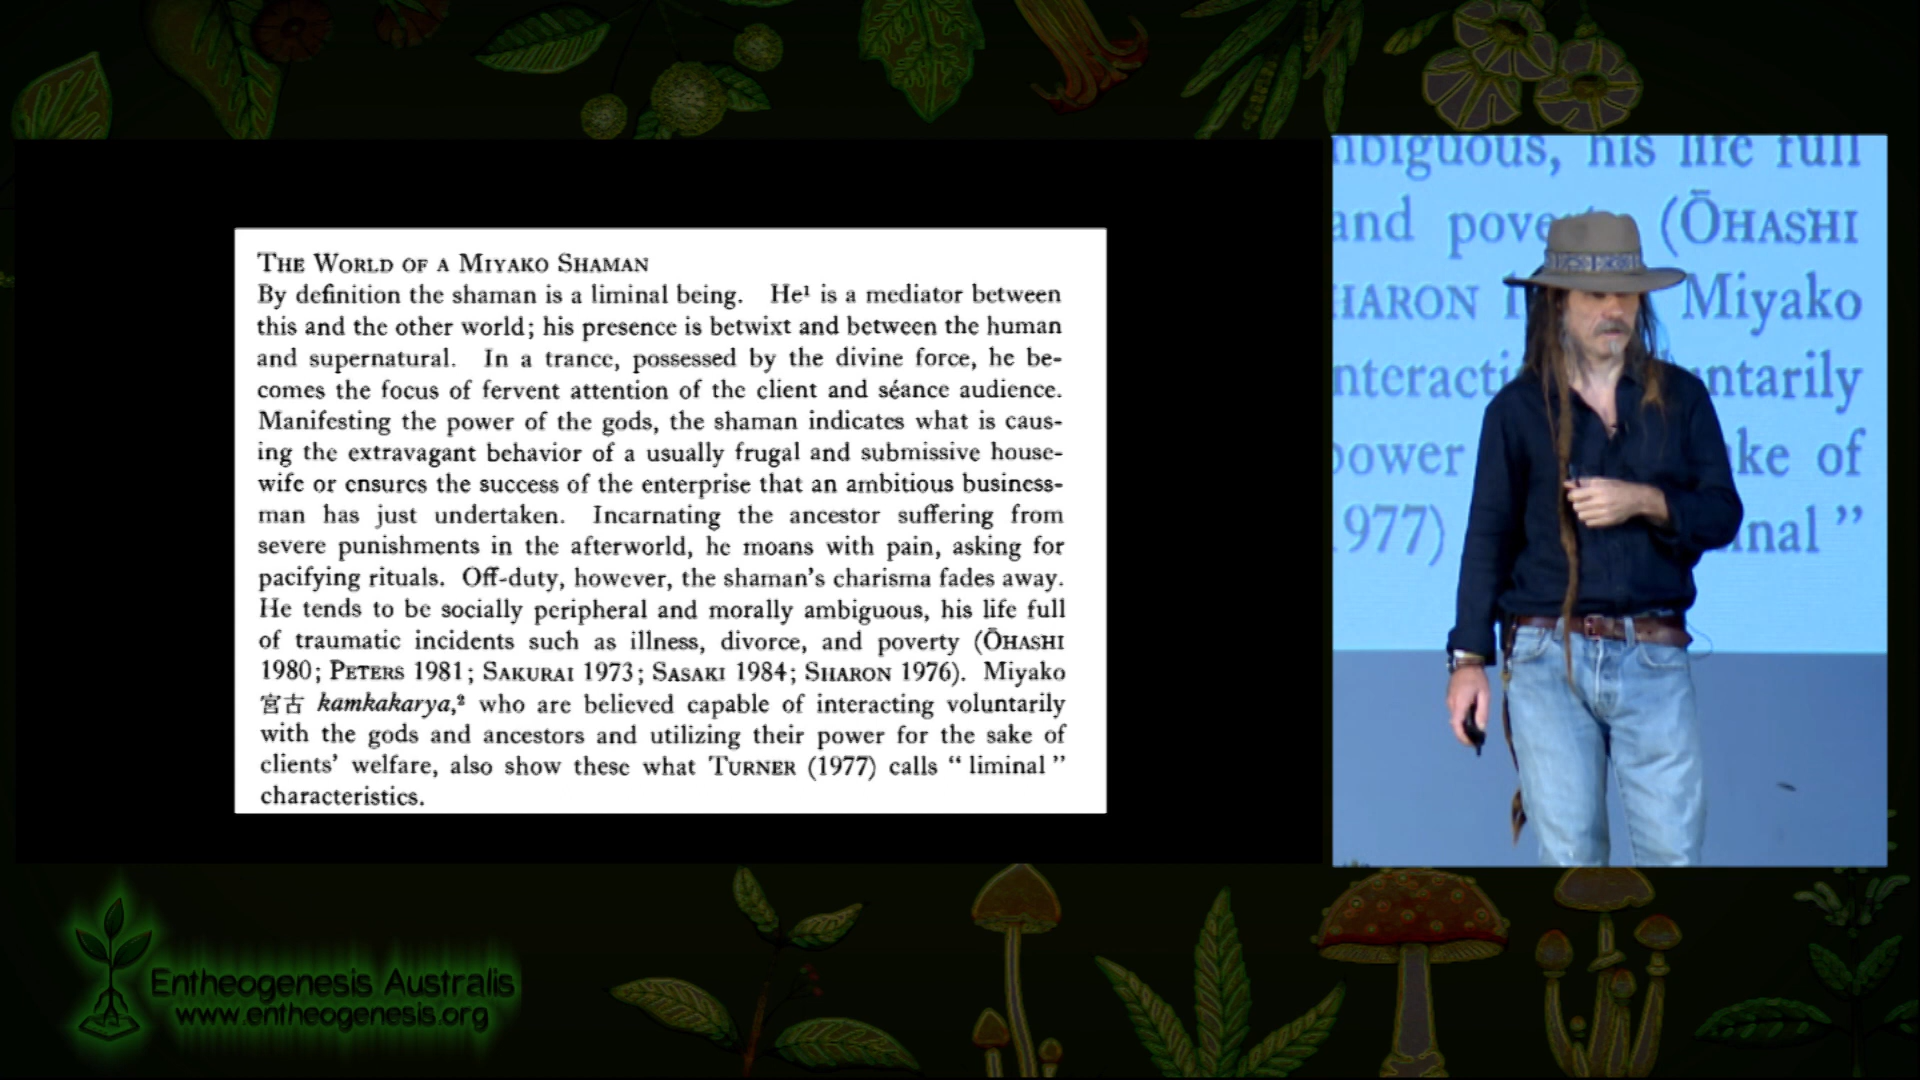 THE WORLD OF A MIYAKO SHAMAN
By definition the shaman is a liminal being. He¹ is a mediator between
this and the other world; his presence is betwixt and between the human
and supernatural. In a trance, possessed by the divine force, he be-
comes the focus of fervent attention of the client and séance audience.
Manifesting the power of the gods, the shaman indicates what is caus-
ing the extravagant behavior of a usually frugal and submissive house-
wife or ensures the success of the enterprise that an ambitious business-
man has just undertaken. Incarnating the ancestor suffering from
severe punishments in the afterworld, he moans with pain, asking for
pacifying rituals. Off-duty, however, the shaman's charisma fades away.
He tends to be socially peripheral and morally ambiguous, his life full
of traumatic incidents such as illness, divorce, and poverty (ŌHASHI
1980; PETERS 1981; SAKURAI 1973; SASAKI 1984; SHARON 1976). Miyako
宮古 kamkakarya,² who are believed capable of interacting voluntarily
with the gods and ancestors and utilizing their power for the sake of
clients' welfare, also show these what TURNER (1977) calls “ liminal ”
characteristics.
his life full
and (ŌHASHI
Miyako
power ke of
1977) nal ”
Entheogenesis Australis
www.entheogenesis.org